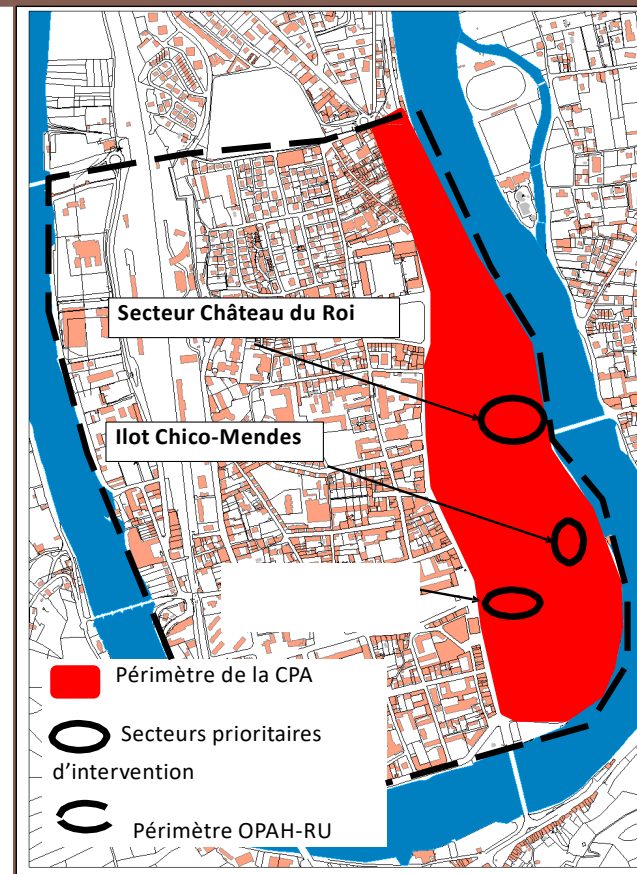 Secteur Château du Roi
Ilot Chico-Mendes
Périmètre de la CPA
Secteurs prioritaires
d'intervention
Périmètre OPAH-RU